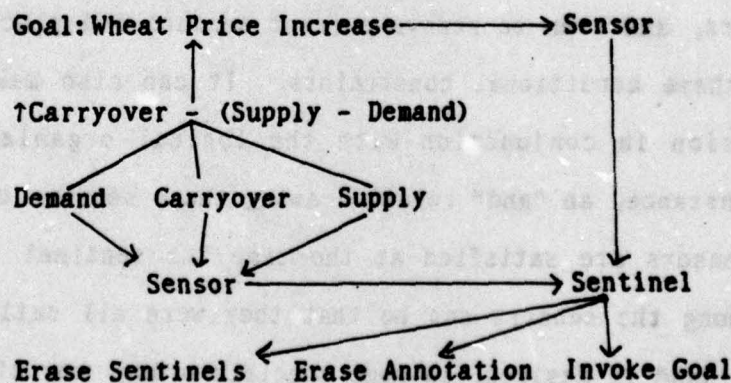 Goal: Wheat Price Increase Sensor
↑Carryover - (Supply - Demand)
Demand Carryover Supply
Sensor Sentinel
Erase Sentinels Erase Annotation Invoke Goal